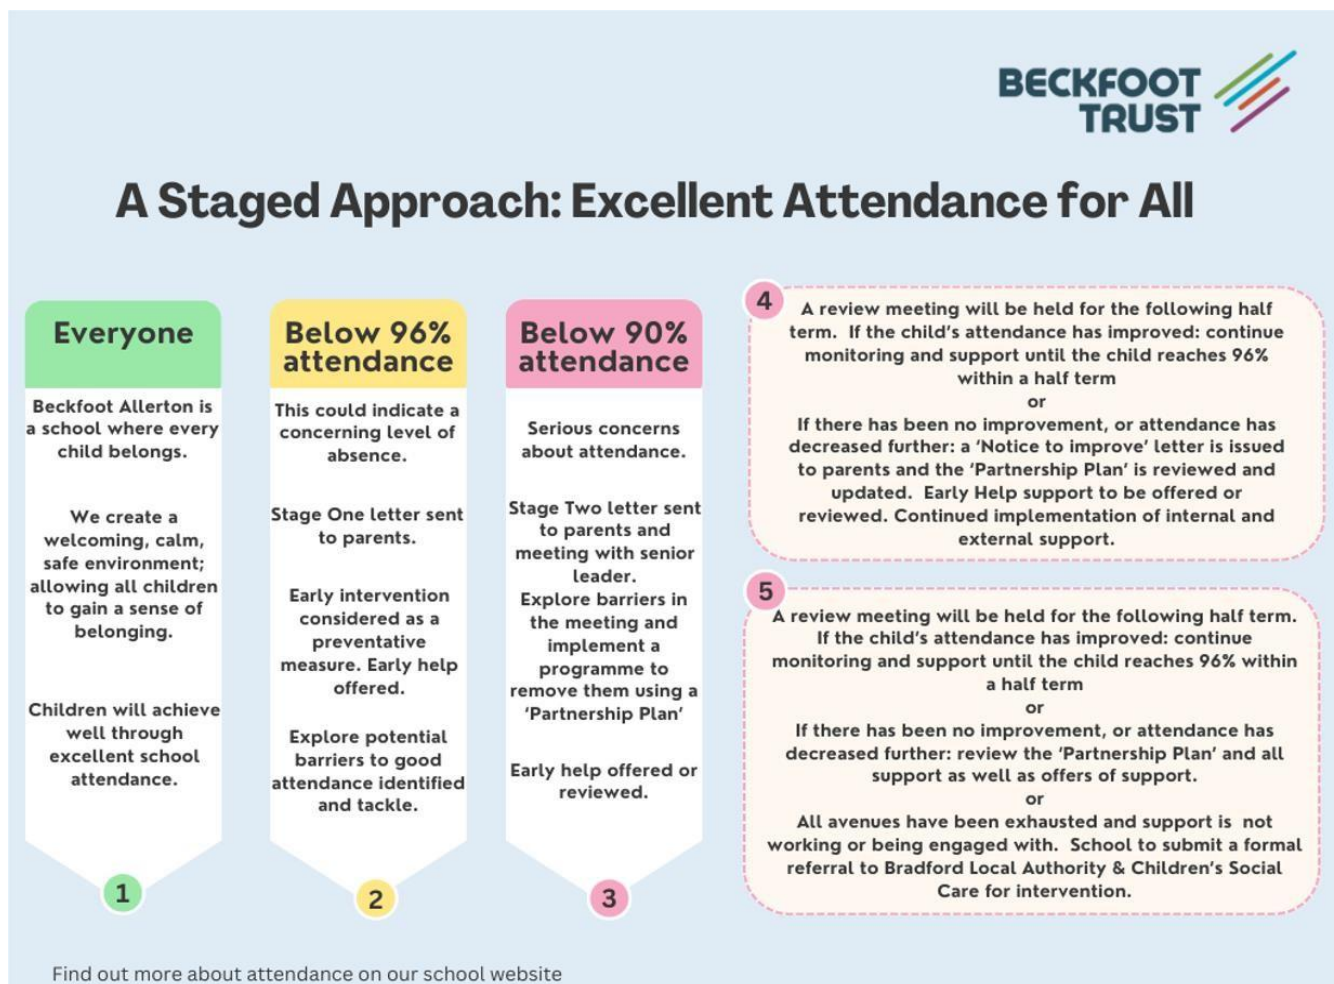 BECKFOOT
TRUST
A Staged Approach: Excellent Attendance for All
Everyone
Beckfoot Allerton is
a school where every
child belongs.
We create a
welcoming, calm,
safe environment;
allowing all children
to gain a sense of
belonging.
Children will achieve
well through
excellent school
attendance.
1
Below 96%
attendance
This could indicate a
concerning level of
absence.
Stage One letter sent
to parents.
Early intervention
considered as a
preventative
measure. Early help
offered.
Explore potential
barriers to good
attendance identified
and tackle.
2
Below 90%
attendance
Serious concerns
about attendance.
Stage Two letter sent
to parents and
meeting with senior
leader.
Explore barriers in
the meeting and
implement a
programme to
remove them using a
‘Partnership Plan’
Early help offered or
reviewed.
3
4
A review meeting will be held for the following half
term. If the child’s attendance has improved: continue
monitoring and support until the child reaches 96%
within a half term
or
If there has been no improvement, or attendance has
decreased further: a ‘Notice to improve’ letter is issued
to parents and the ‘Partnership Plan’ is reviewed and
updated. Early Help support to be offered or
reviewed. Continued implementation of internal and
external support.
5
A review meeting will be held for the following half term.
If the child’s attendance has improved: continue
monitoring and support until the child reaches 96% within
a half term
or
If there has been no improvement, or attendance has
decreased further: review the ‘Partnership Plan’ and all
support as well as offers of support.
or
All avenues have been exhausted and support is not
working or being engaged with. School to submit a formal
referral to Bradford Local Authority & Children’s Social
Care for intervention.
Find out more about attendance on our school website